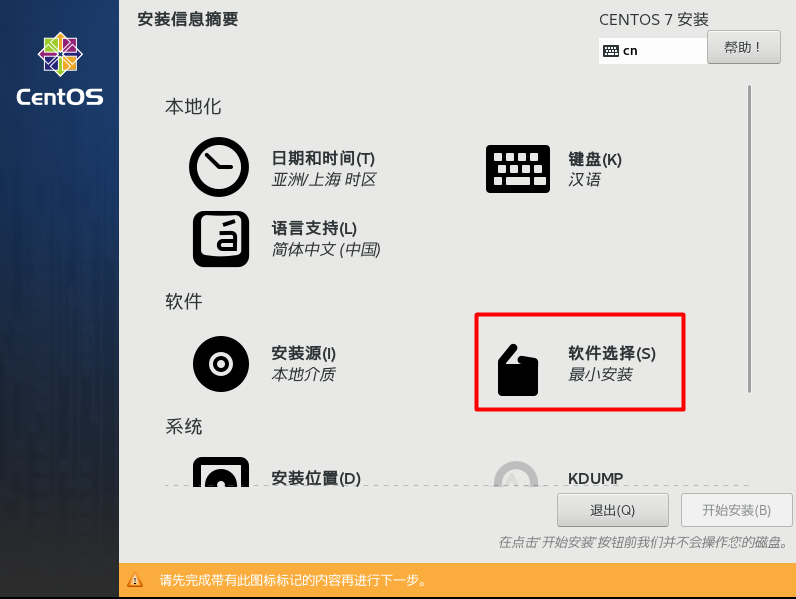 安装信息摘要
CENTOS 7 安装
cn
帮助！
CentOS
本地化
日期和时间(T)
亚洲/上海 时区
键盘(K)
汉语
语言支持(L)
简体中文 (中国)
软件
安装源(I)
本地介质
软件选择(S)
最小安装
系统
安装位置(D)
KDUMP
退出(Q)
开始安装(B)
在点击'开始安装'按钮前我们并不会操作您的磁盘。
请先完成带有此图标标记的内容再进行下一步。